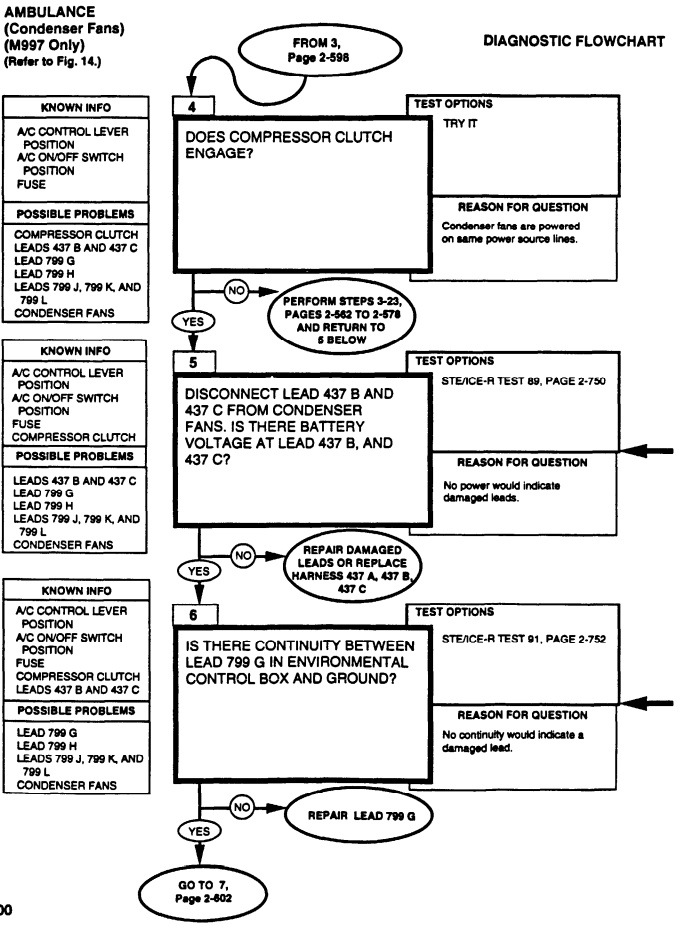 AMBULANCE
(Condenser Fans)
(M997 Only)
(Refer to Fig. 14.)
DIAGNOSTIC FLOWCHART
FROM 3,
Page 2-598
KNOWN INFO
A/C CONTROL LEVER
POSITION
A/C ON/OFF SWITCH
POSITION
FUSE
POSSIBLE PROBLEMS
COMPRESSOR CLUTCH
LEADS 437 B AND 437 C
LEAD 799 G
LEAD 799 H
LEADS 799 J, 799 K, AND
799 L
CONDENSER FANS
4
DOES COMPRESSOR CLUTCH
ENGAGE?
TEST OPTIONS
TRY IT
REASON FOR QUESTION
Condenser fans are powered
on same power source lines.
NO
PERFORM STEPS 3-23,
PAGES 2-562 TO 2-578
AND RETURN TO
5 BELOW
YES
KNOWN INFO
A/C CONTROL LEVER
POSITION
A/C ON/OFF SWITCH
POSITION
FUSE
COMPRESSOR CLUTCH
POSSIBLE PROBLEMS
LEADS 437 B AND 437 C
LEAD 799 G
LEAD 799 H
LEADS 799 J, 799 K, AND
799 L
CONDENSER FANS
5
DISCONNECT LEAD 437 B AND
437 C FROM CONDENSER
FANS. IS THERE BATTERY
VOLTAGE AT LEAD 437 B, AND
437 C?
TEST OPTIONS
STE/ICE-R TEST 89, PAGE 2-750
REASON FOR QUESTION
No power would indicate
damaged leads.
NO
REPAIR DAMAGED
LEADS OR REPLACE
HARNESS 437 A, 437 B,
437 C
YES
KNOWN INFO
A/C CONTROL LEVER
POSITION
A/C ON/OFF SWITCH
POSITION
FUSE
COMPRESSOR CLUTCH
LEADS 437 B AND 437 C
POSSIBLE PROBLEMS
LEAD 799 G
LEAD 799 H
LEADS 799 J, 799 K, AND
799 L
CONDENSER FANS
6
IS THERE CONTINUITY BETWEEN
LEAD 799 G IN ENVIRONMENTAL
CONTROL BOX AND GROUND?
TEST OPTIONS
STE/ICE-R TEST 91, PAGE 2-752
REASON FOR QUESTION
No continuity would indicate a
damaged lead.
NO
REPAIR LEAD 799 G
YES
GO TO 7,
Page 2-602
00